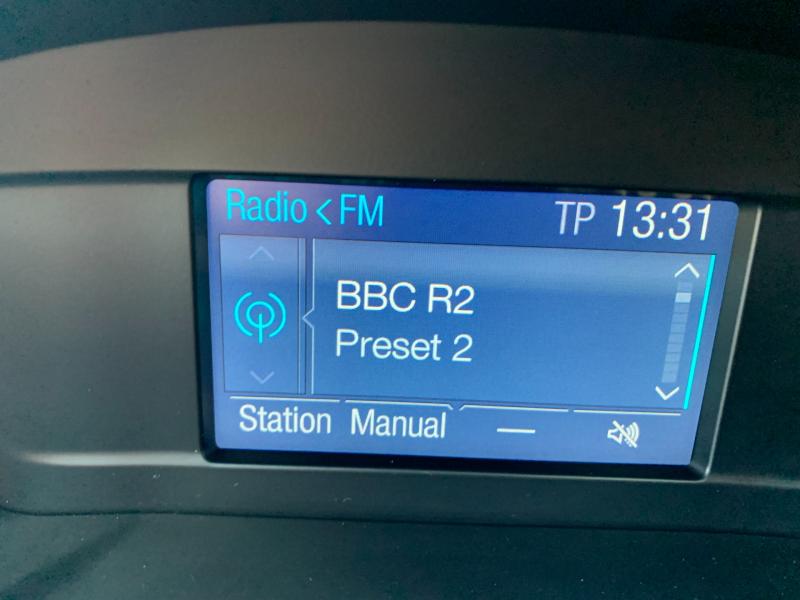 Radio < FM
TP 13:31
BBC R2
Preset 2
Station Manual —